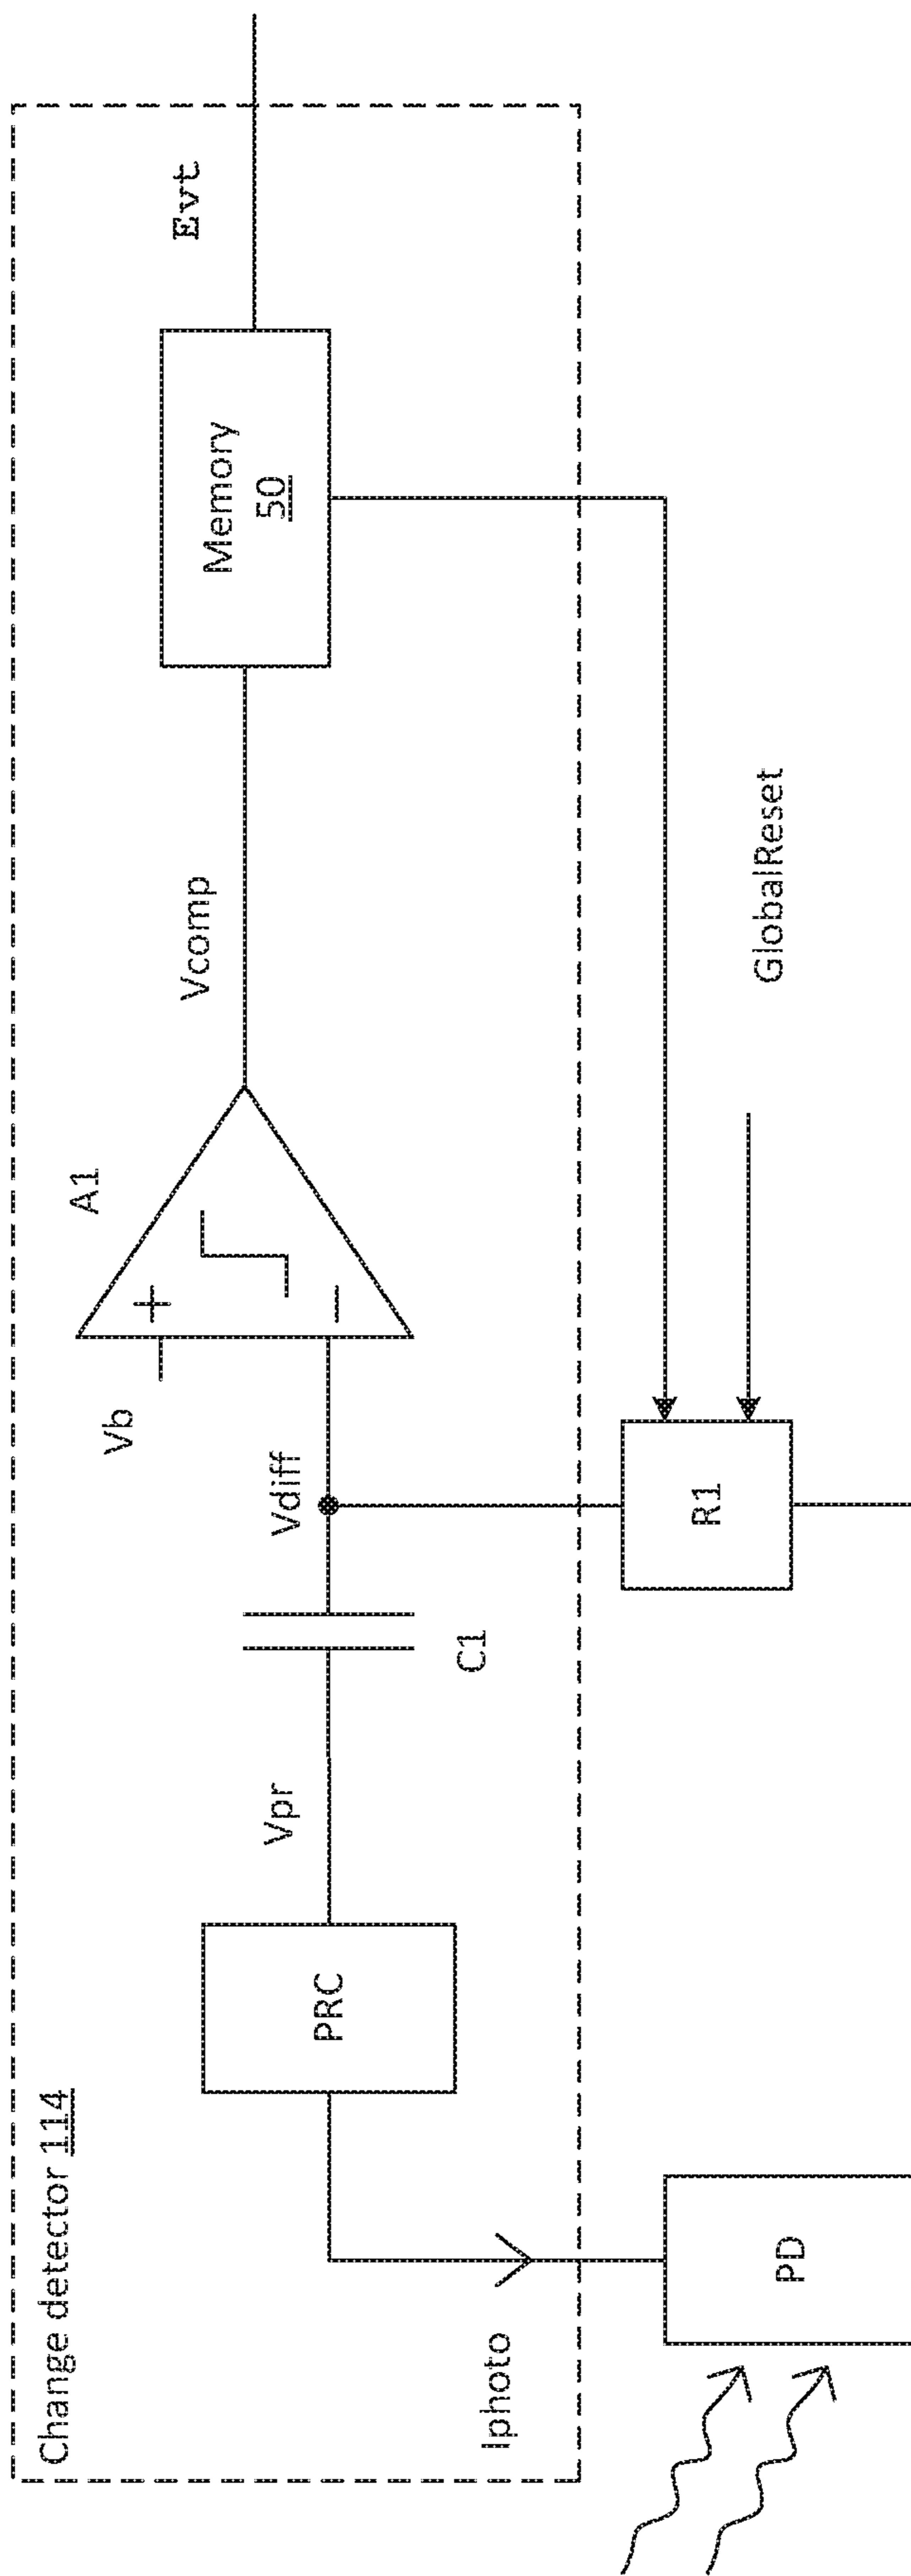 Change detector 114
Iphoto
PD
PRC
Vpr
C1
Vdiff
Vb
+
−
A1
Vcomp
Memory
50
Evt
R1
GlobalReset